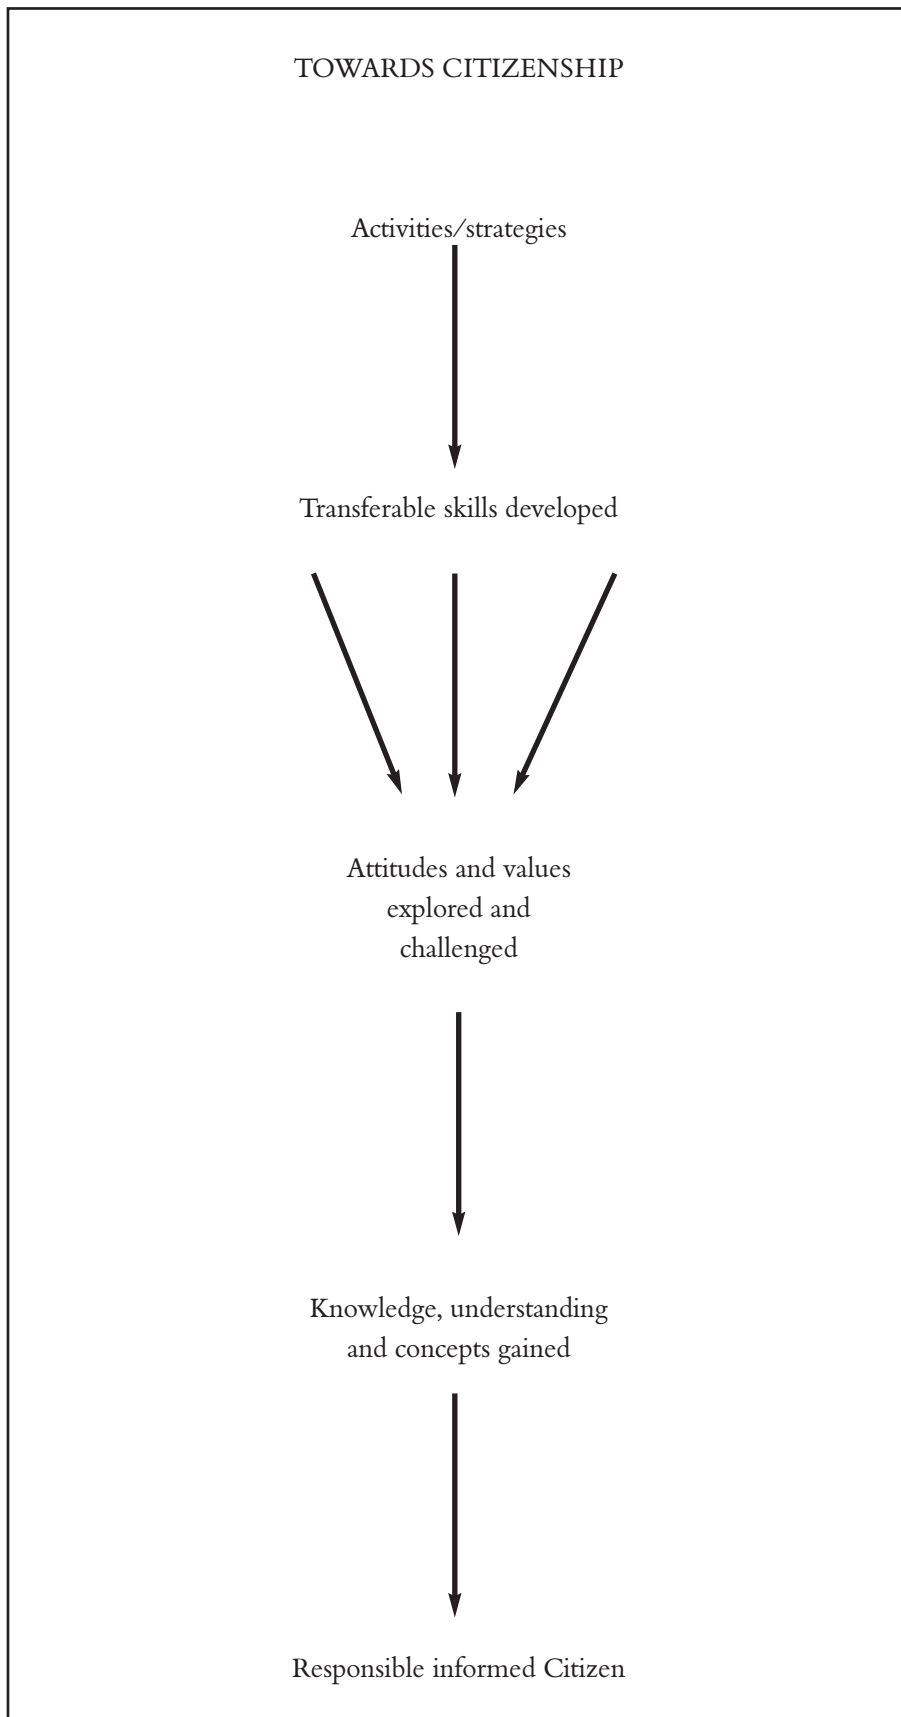 TOWARDS CITIZENSHIP
Activities/strategies
Transferable skills developed
Attitudes and values
explored and
challenged
Knowledge, understanding
and concepts gained
Responsible informed Citizen